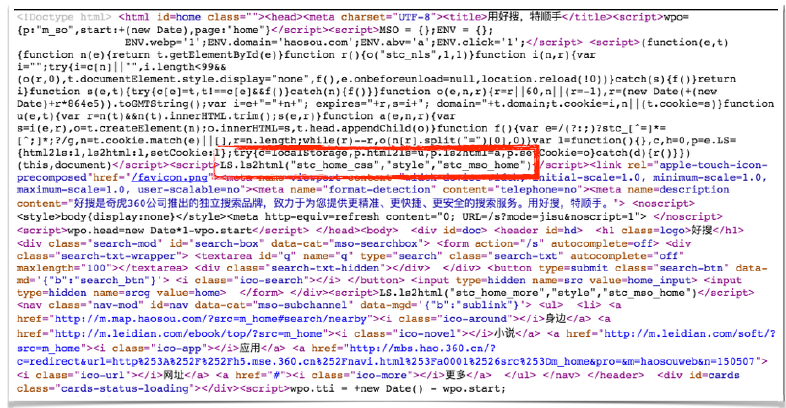 <!Doctype html> <html id=home class=""><head><meta charset="UTF-8"><title>用好搜，特顺手</title><script>wpo=
{p:"m_so",start:+(new Date),page:"home"}</script><script>MSO = {};ENV = {};
ENV.webp='1';ENV.domain='haosou.com';ENV.abv='a';ENV.click='1';</script> <script>(function(e,t)
{function n(e){return t.getElementById(e)}function r(){c("stc_nls",1,1)}function i(n,r){var
i="";try{i=c[n]||"",i.length<99&&
(o(r,0),t.documentElement.style.display="none",f(),e.onbeforeunload=null,location.reload(10))}catch(s){f()}return
i}function s(e,t){try{c[e]=t,t!==c[e]&&f()}catch(n){f()}}function o(e,n,r){r=r||60,n||(r=-1),r=(new Date(+(new
Date)+r*864e5)).toGMTString();var i=e+"="+n+"; expires="+r,s=i+"; domain="+t.domain;t.cookie=i,n||(t.cookie=s)}function
u(e,t){var r=n(t)&&n(t).innerHTML.trim();s(e,r)}function a(e,n,r){var
s=i(e,r),o=t.createElement(n);o.innerHTML=s,t.head.appendChild(o)}function f(){var e=/(?:;)?stc_[^=]*=
[^;]*;?/g,n=t.cookie.match(e)||[],r=n.length;while(r)--r,o(n[r].split("=")[0],0)}var l=function(){},c,h=0,p=e.LS=
{html2ls:l,ls2html:l,setCookie:l};try{c=localStorage,p.html2ls=u,p.ls2html=a,p.setCookie=o}catch(d){r()}})
(this,document)</script><script>LS.ls2html("stc_home_css","style","stc_mso_home")</script><link rel="apple-touch-icon-
precomposed"href="/favicon.png"><meta name="viewport" content="width=device-width, initial-scale=1.0, minimum-scale=1.0,
maximum-scale=1.0, user-scalable=no"><meta name="format-detection" content="telephone=no"><meta name=description
content="好搜是奇虎360公司推出的独立搜索品牌，致力于为您提供更精准、更快捷、更安全的搜索服务。用好搜，特顺手。"> <noscript>
<style>body{display:none}</style><meta http-equiv=refresh content="0; URL=/s?mode=jisu&noscript=1"> </noscript>
<script>wpo.head=new Date*1-wpo.start</script> </head><body> <div id=doc> <header id=hd> <h1 class=logo>好搜</h1>
<div class="search-mod" id="search-box" data-cat="mso-searchbox"> <form action="/s" autocomplete=off> <div
class="search-txt-wrapper"> <textarea id="q" name="q" type="search" class="search-txt" autocomplete="off"
maxlength="100"></textarea> <div class="search-txt-hidden"></div> </div> <button type=submit class="search-btn" data-
md='{"b":"search_btn"}'> <i class="ico-search"></i> </button> <input type=hidden name=src value=home_input> <input
type=hidden name=srcg value=home> </form> </div><script>LS.ls2html("stc_home_more","style","stc_mso_home")</script>
<nav class="nav-mod" id=nav data-cat="mso-subchannel" data-mgd='{"b":"sublink"}'> <ul> <li> <a
href="http://m.map.haosou.com/?src=m_home#search/nearby"><i class="ico-around"></i>身边</a> <a
href="http://m.leidian.com/ebook/top/?src=m_home"><i class="ico-novel"></i>小说</a> <a href="http://m.leidian.com/soft/?
src=m_home"><i class="ico-app"></i>应用</a> <a href="http://mbs.hao.360.cn/?
c=redirect&url=http%253A%252F%252Fh5.mse.360.cn%252Fnavi.html%253Fa0001%2526src%253Dm_home&pro=&m=haosouweb&n=150507">
<i class="ico-url"></i>网址</a> <a href="#"><i class="ico-more"></i>更多</a> </ul> </nav> </header> <div id=cards
class="cards-status-loading"></div><script>wpo.tti = +new Date() - wpo.start;